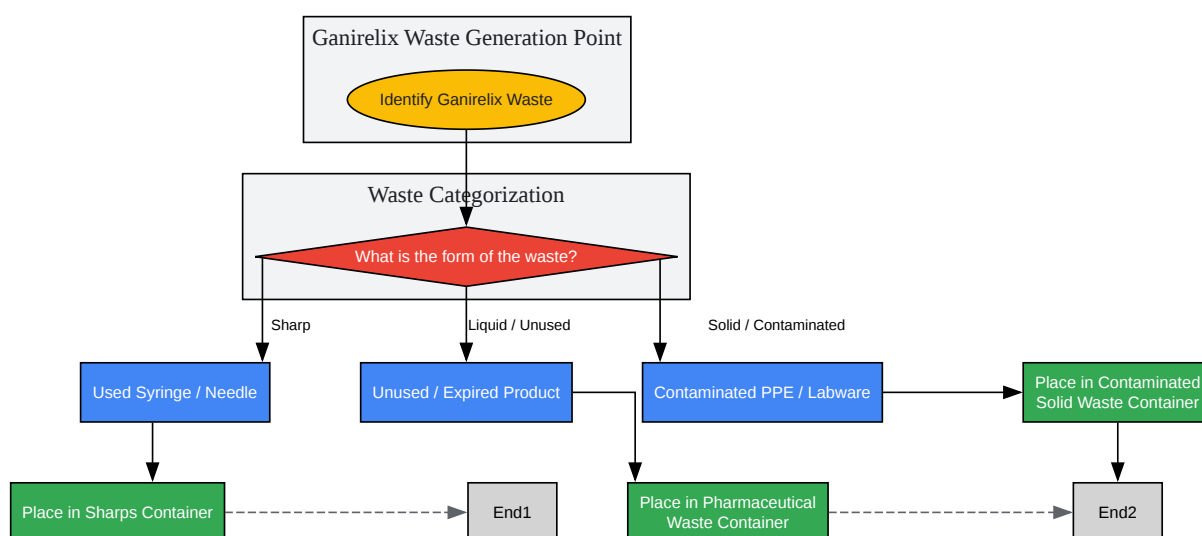 Ganirelix Waste Generation Point
Identify Ganirelix Waste
Waste Categorization
What is the form of the waste?
Sharp
Liquid / Unused
Solid / Contaminated
Used Syringe / Needle
Unused / Expired Product
Contaminated PPE / Labware
Place in Contaminated
Solid Waste Container
Place in Sharps Container
End1
Place in Pharmaceutical
Waste Container
End2